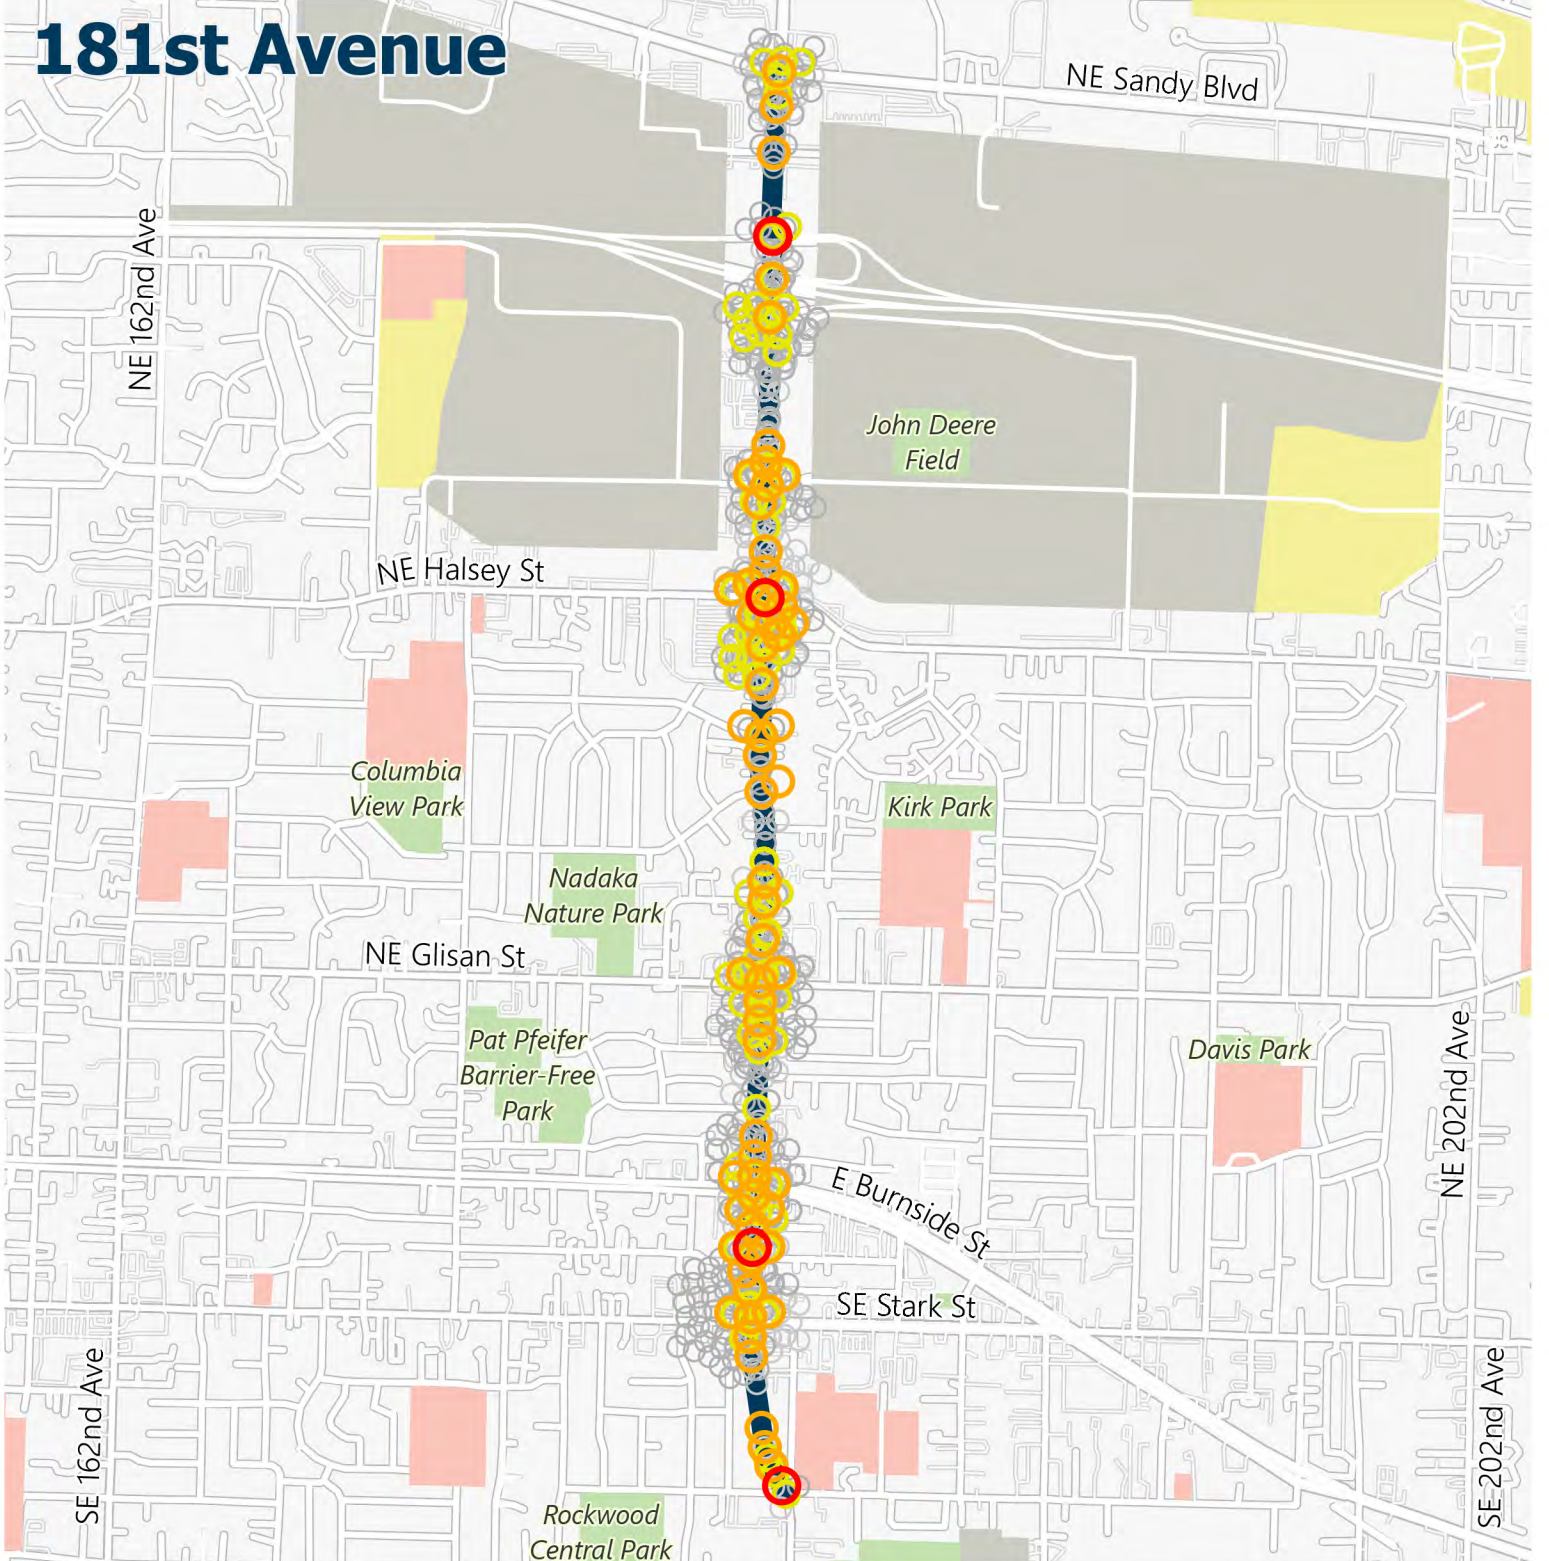 181st Avenue
NE Sandy Blvd
NE 162nd Ave
John Deere
Field
NE Halsey St
Columbia
View Park
Kirk Park
Nadaka
Nature Park
NE Glisan St
Pat Pfeifer
Barrier-Free
Park
Davis Park
NE 202nd Ave
E Burnside St
SE Stark St
SE 162nd Ave
SE 202nd Ave
Rockwood
Central Park